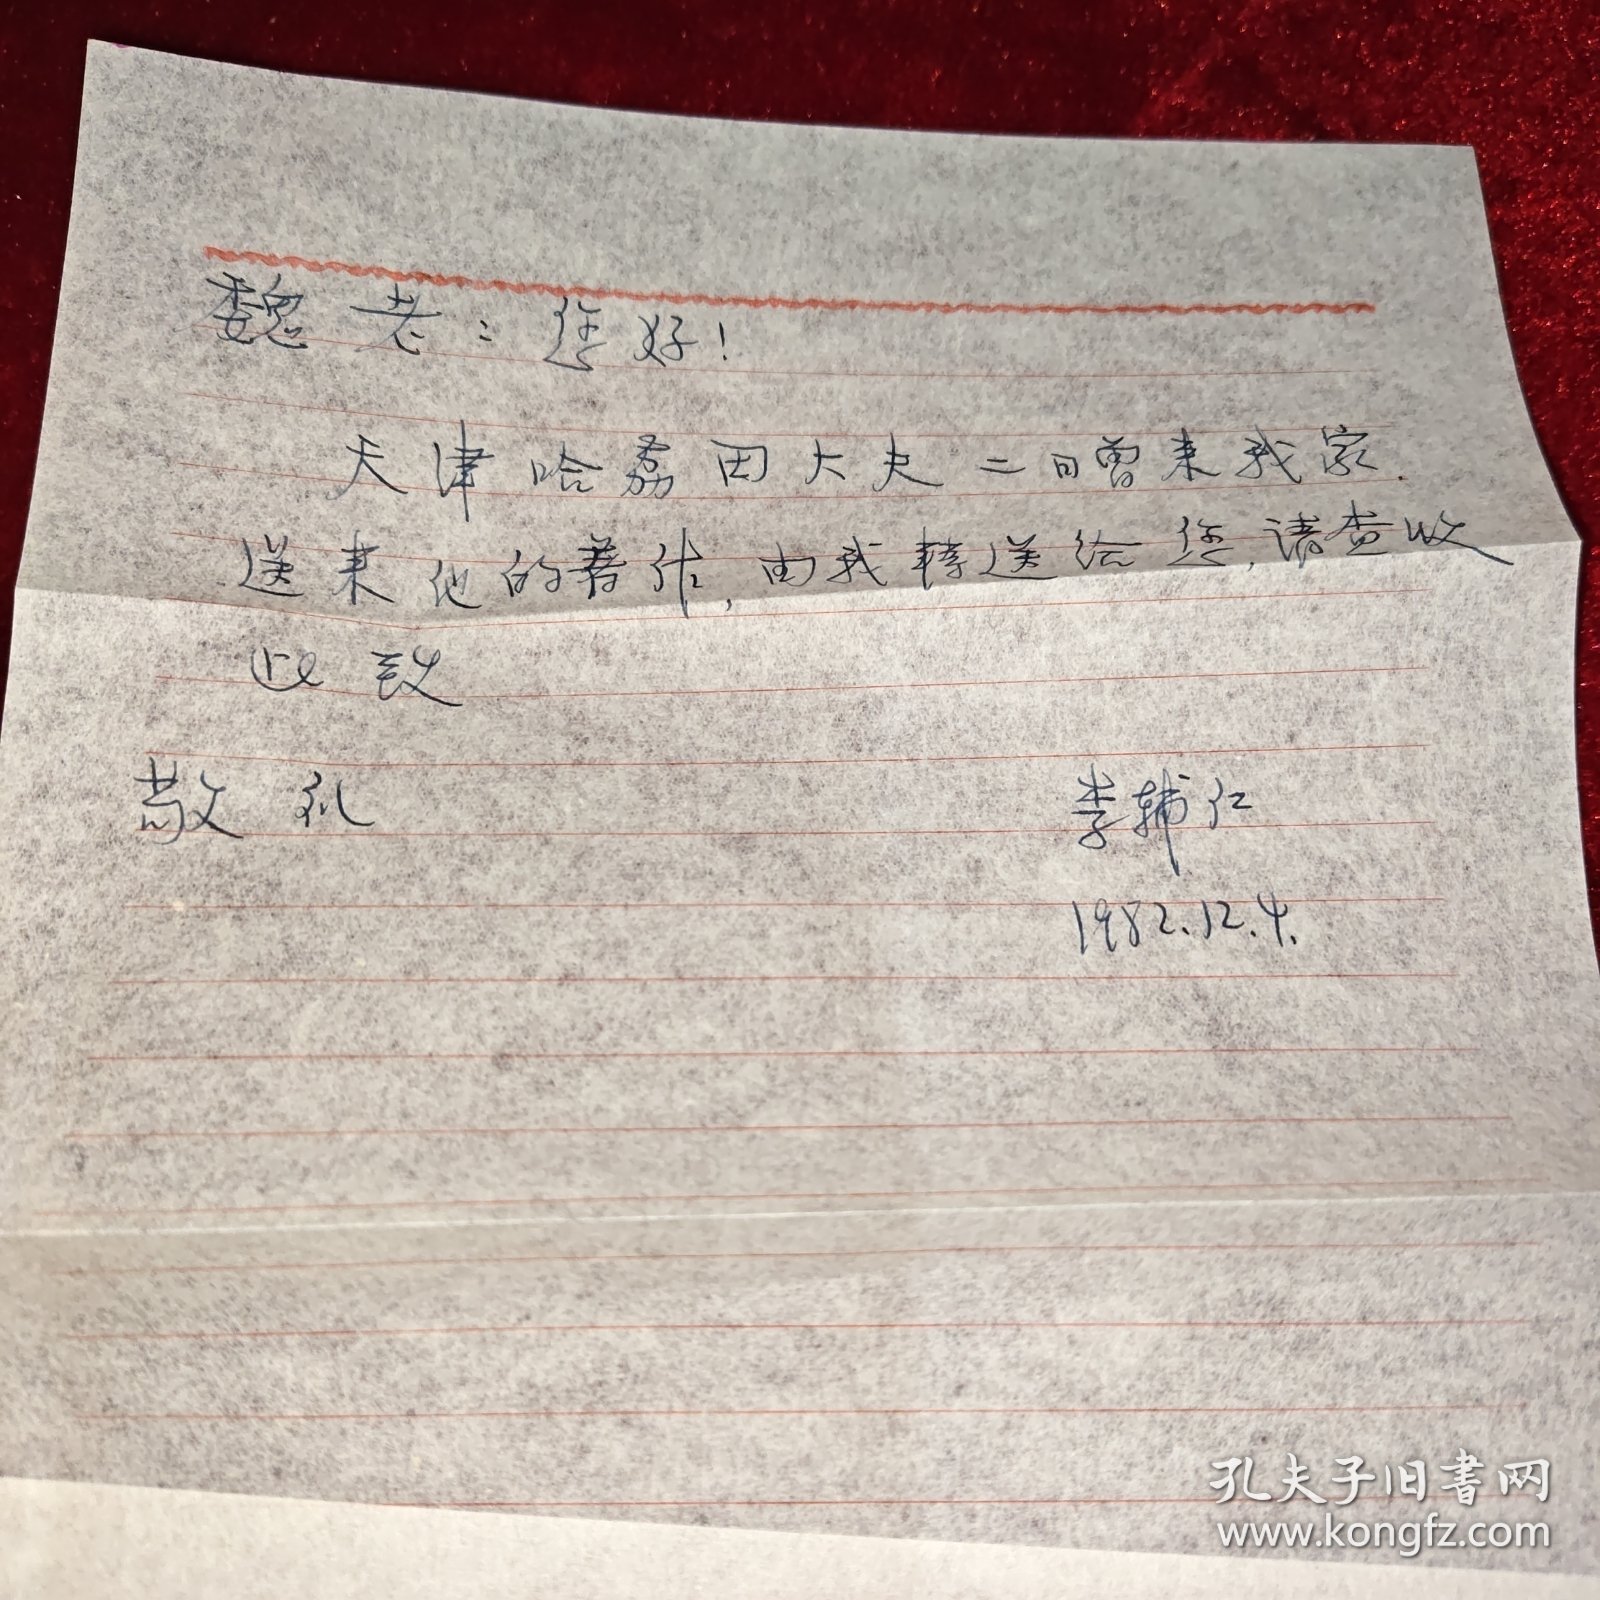 魏老：您好！
天津哈荔田大夫二日曾来我家．
送来他的著作，由我转送给您，请查收
此致
敬礼
李辅仁
1982.12.4.
孔夫子旧书网
www.kongfz.com